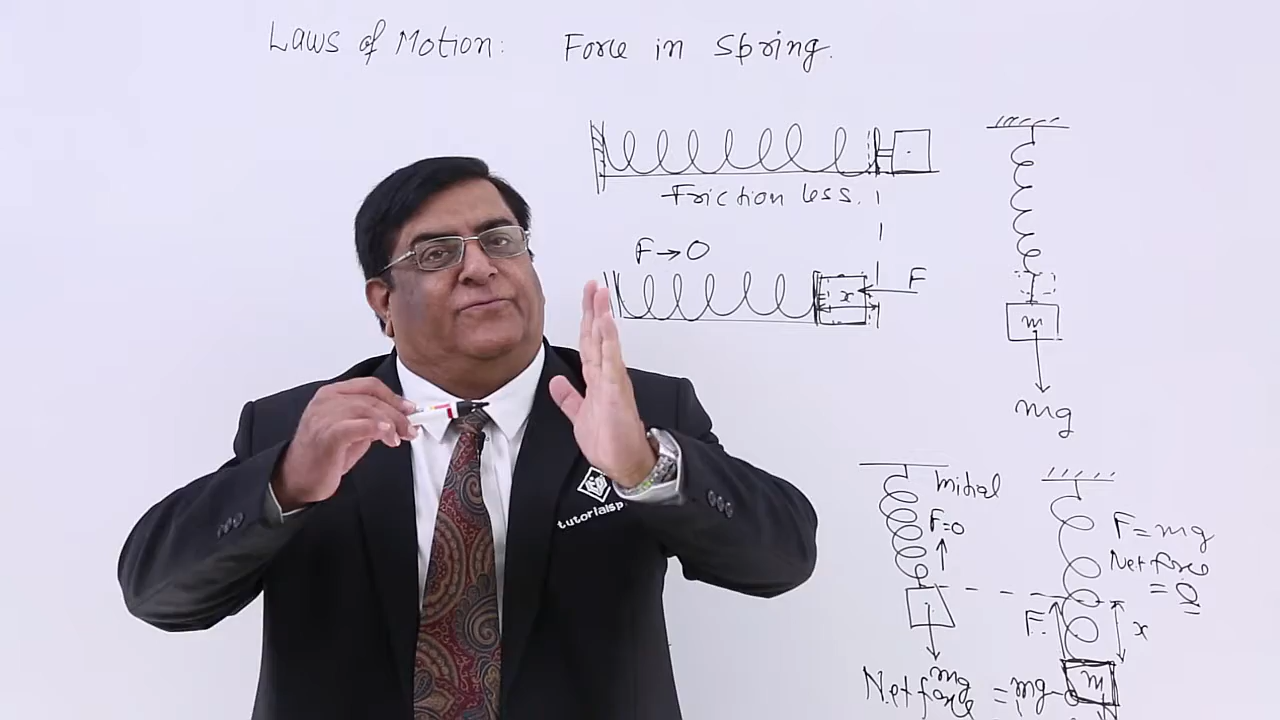 Laws of Motion: Force in Spring.
Friction less.
F→0
x
F
m
mg
Initial
F=0
mg
Net force = mg - 0
F=mg
Net force
= 0
F.
x
m
tutorialsp